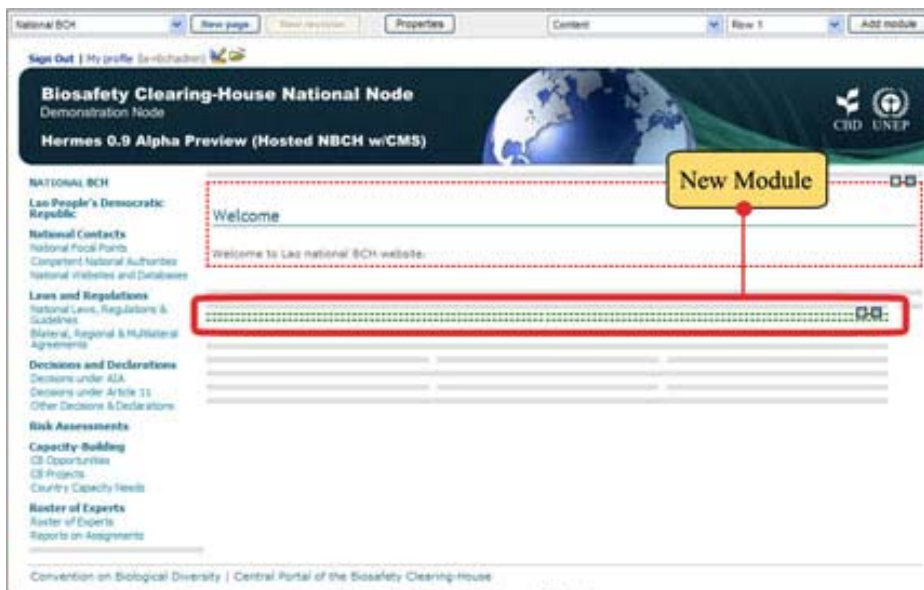 National BCH New page New revision Properties Content Row 1 Add module
Sign Out | My profile
Biosafety Clearing-House National Node
Demonstration Node
Hermes 0.9 Alpha Preview (Hosted NBCH w/CMS)
CBD UNEP
New Module
NATIONAL BCH
Lao People's Democratic
Republic
National Contacts
National Focal Points
Competent National Authorities
National Websites and Databases
Laws and Regulations
National Laws, Regulations &
Guidelines
Bilateral, Regional & Multilateral
Agreements
Decisions and Declarations
Decisions under AIA
Decisions under Article 11
Other Decisions & Declarations
Risk Assessments
Capacity-Building
CB Opportunities
CB Projects
Country Capacity Needs
Roster of Experts
Roster of Experts
Reports on Assignments
Welcome
Welcome to Lao national BCH website.
Convention on Biological Diversity | Central Portal of the Biosafety Clearing-House